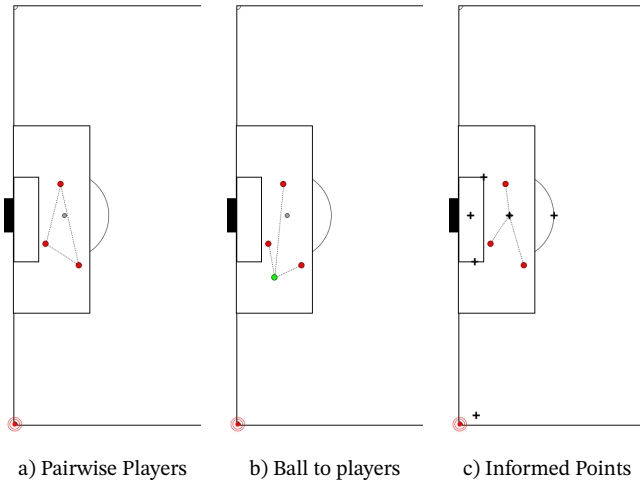 a) Pairwise Players
b) Ball to players
c) Informed Points